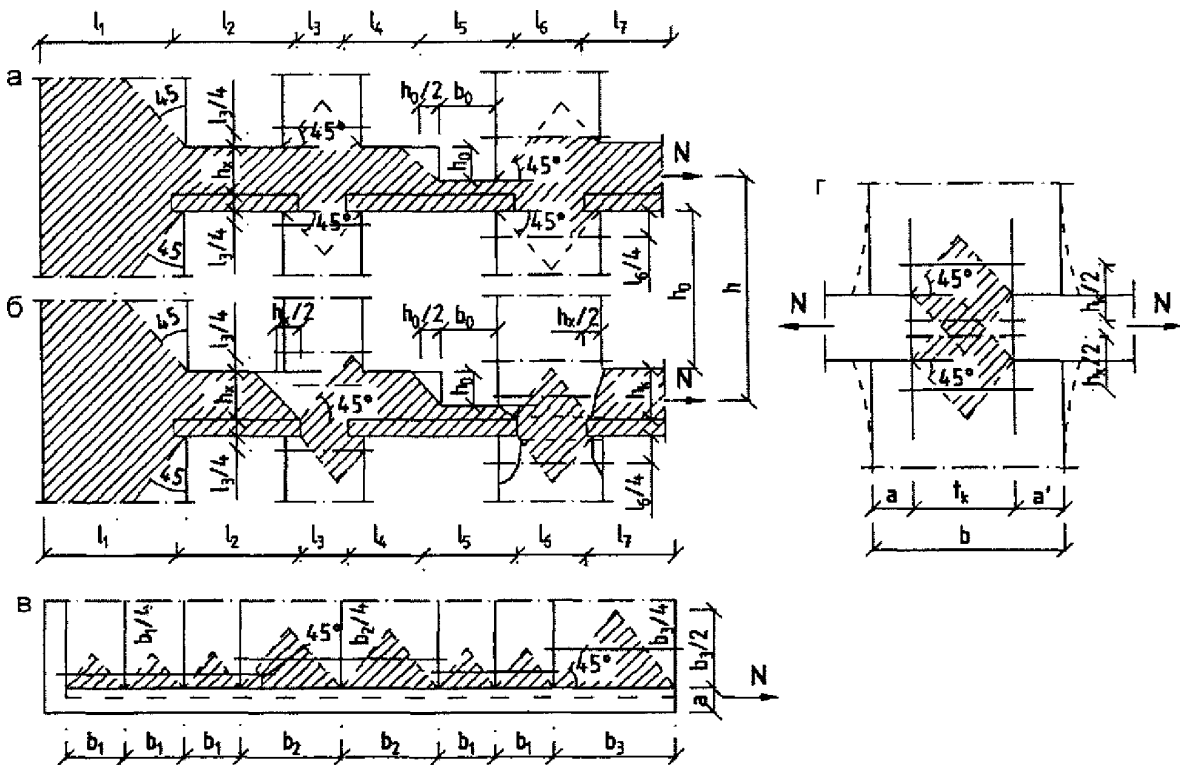 l₁ l₂ l₃ l₄ l₅ l₆ l₇
а
45
l₃/4
hₓ
45
l₃/4
45°
45°
h₀/2 b₀
h₀
45°
45°
N
l₆/4
h₀
h
б
45
l₃/4
hₓ
45
l₃/4
hₓ/2
45°
h₀/2 b₀
h₀
hₓ/2
hₖ
N
l₆/4
l₁ l₂ l₃ l₄ l₅ l₆ l₇
г
N
45°
45°
hₓ/2
hₓ/2
N
a tₖ a'
b
в
b₁/4
45°
b₂/4
45°
b₃/4
b₃/2
a
N
b₁ b₁ b₁ b₂ b₂ b₁ b₁ b₃